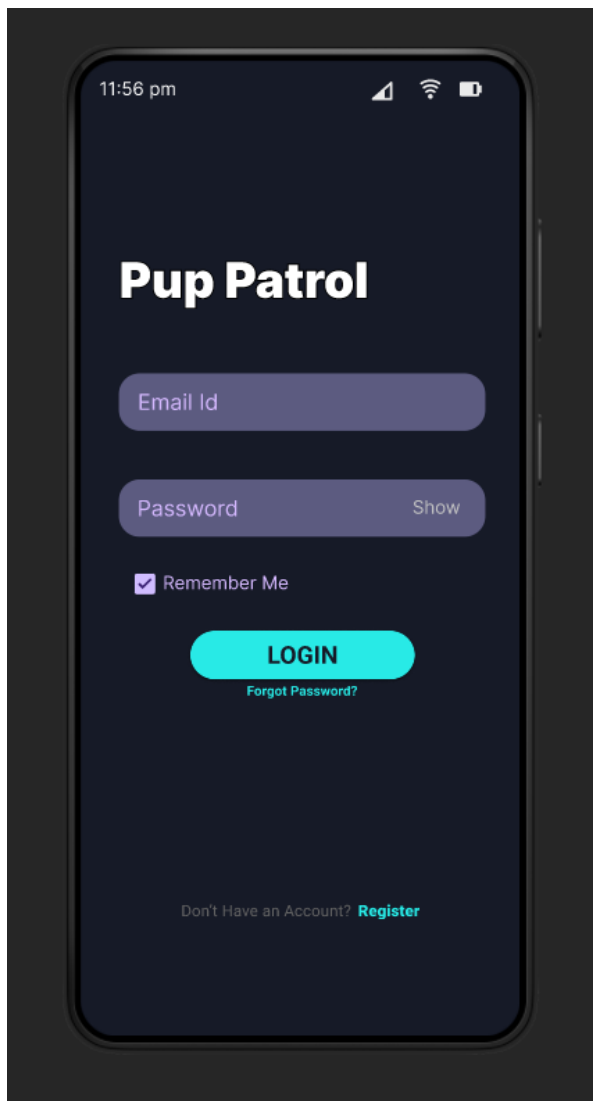 11:56 pm
Pup Patrol
Email Id
Password Show
Remember Me
LOGIN
Forgot Password?
Don't Have an Account? Register